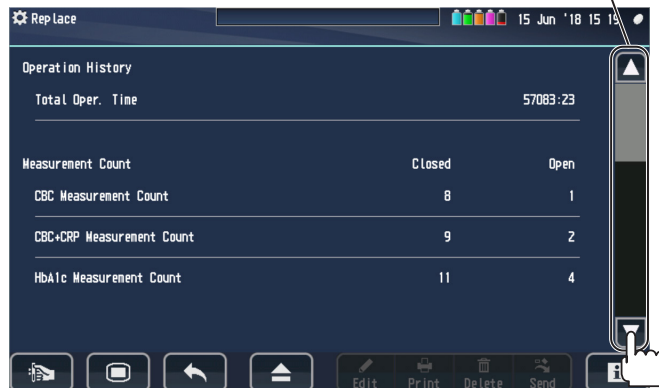 Replace 15 Jun '18 15 19
Operation History
Total Oper. Time 57083:23
Measurement Count Closed Open
CBC Measurement Count 8 1
CBC+CRP Measurement Count 9 2
HbA1c Measurement Count 11 4
Edit Print Delete Send